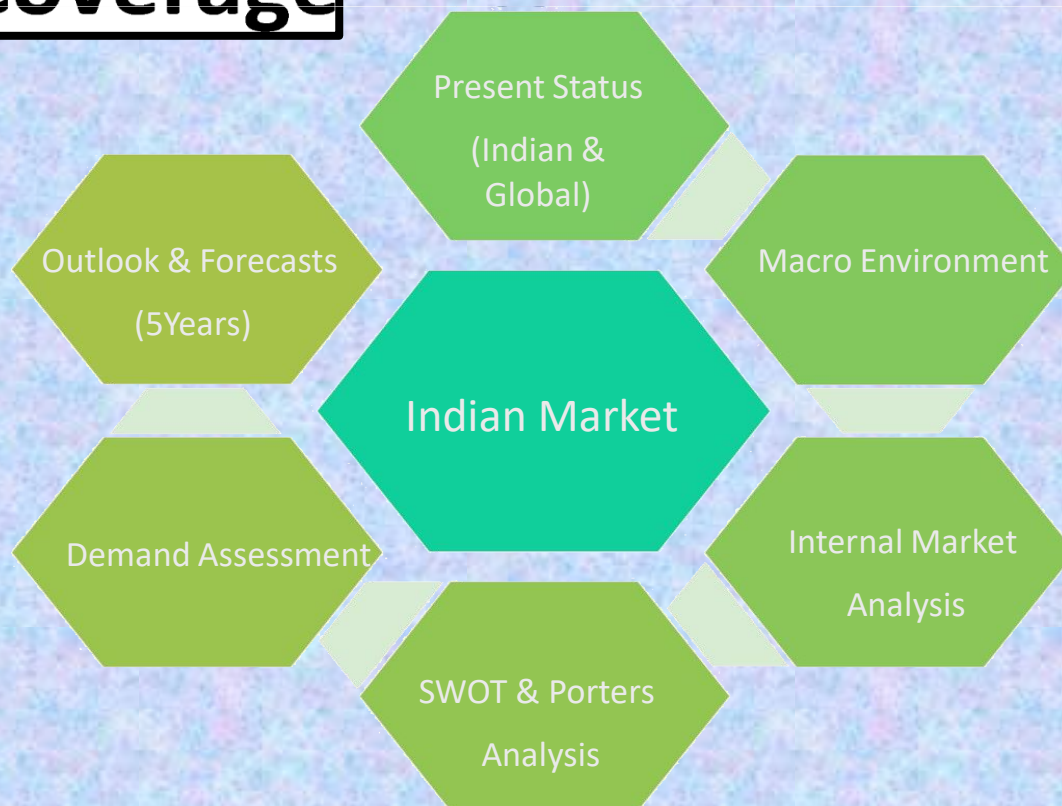 Coverage
Present Status
(Indian &
Global)
Macro Environment
Internal Market
Analysis
SWOT & Porters
Analysis
Demand Assessment
Outlook & Forecasts
(5Years)
Indian Market